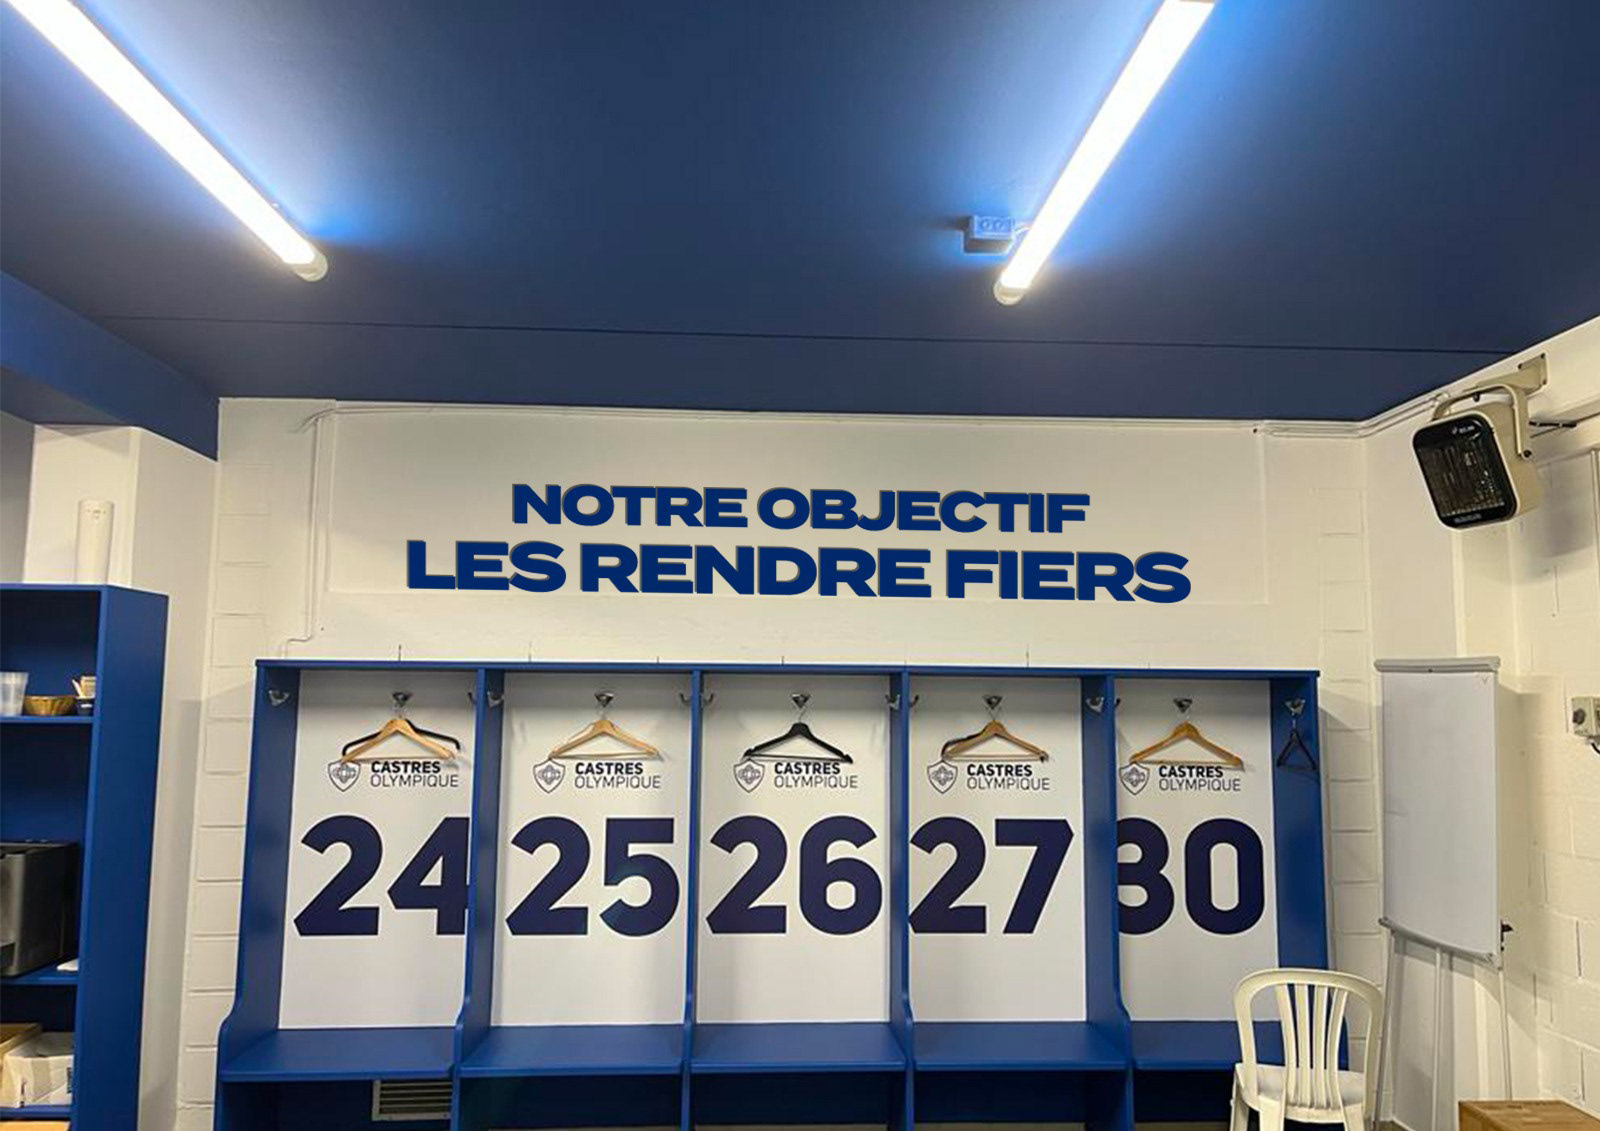 NOTRE OBJECTIF
LES RENDRE FIERS
CASTRES
OLYMPIQUE
CASTRES
OLYMPIQUE
CASTRES
OLYMPIQUE
CASTRES
OLYMPIQUE
CASTRES
OLYMPIQUE
24
25
26
27
30